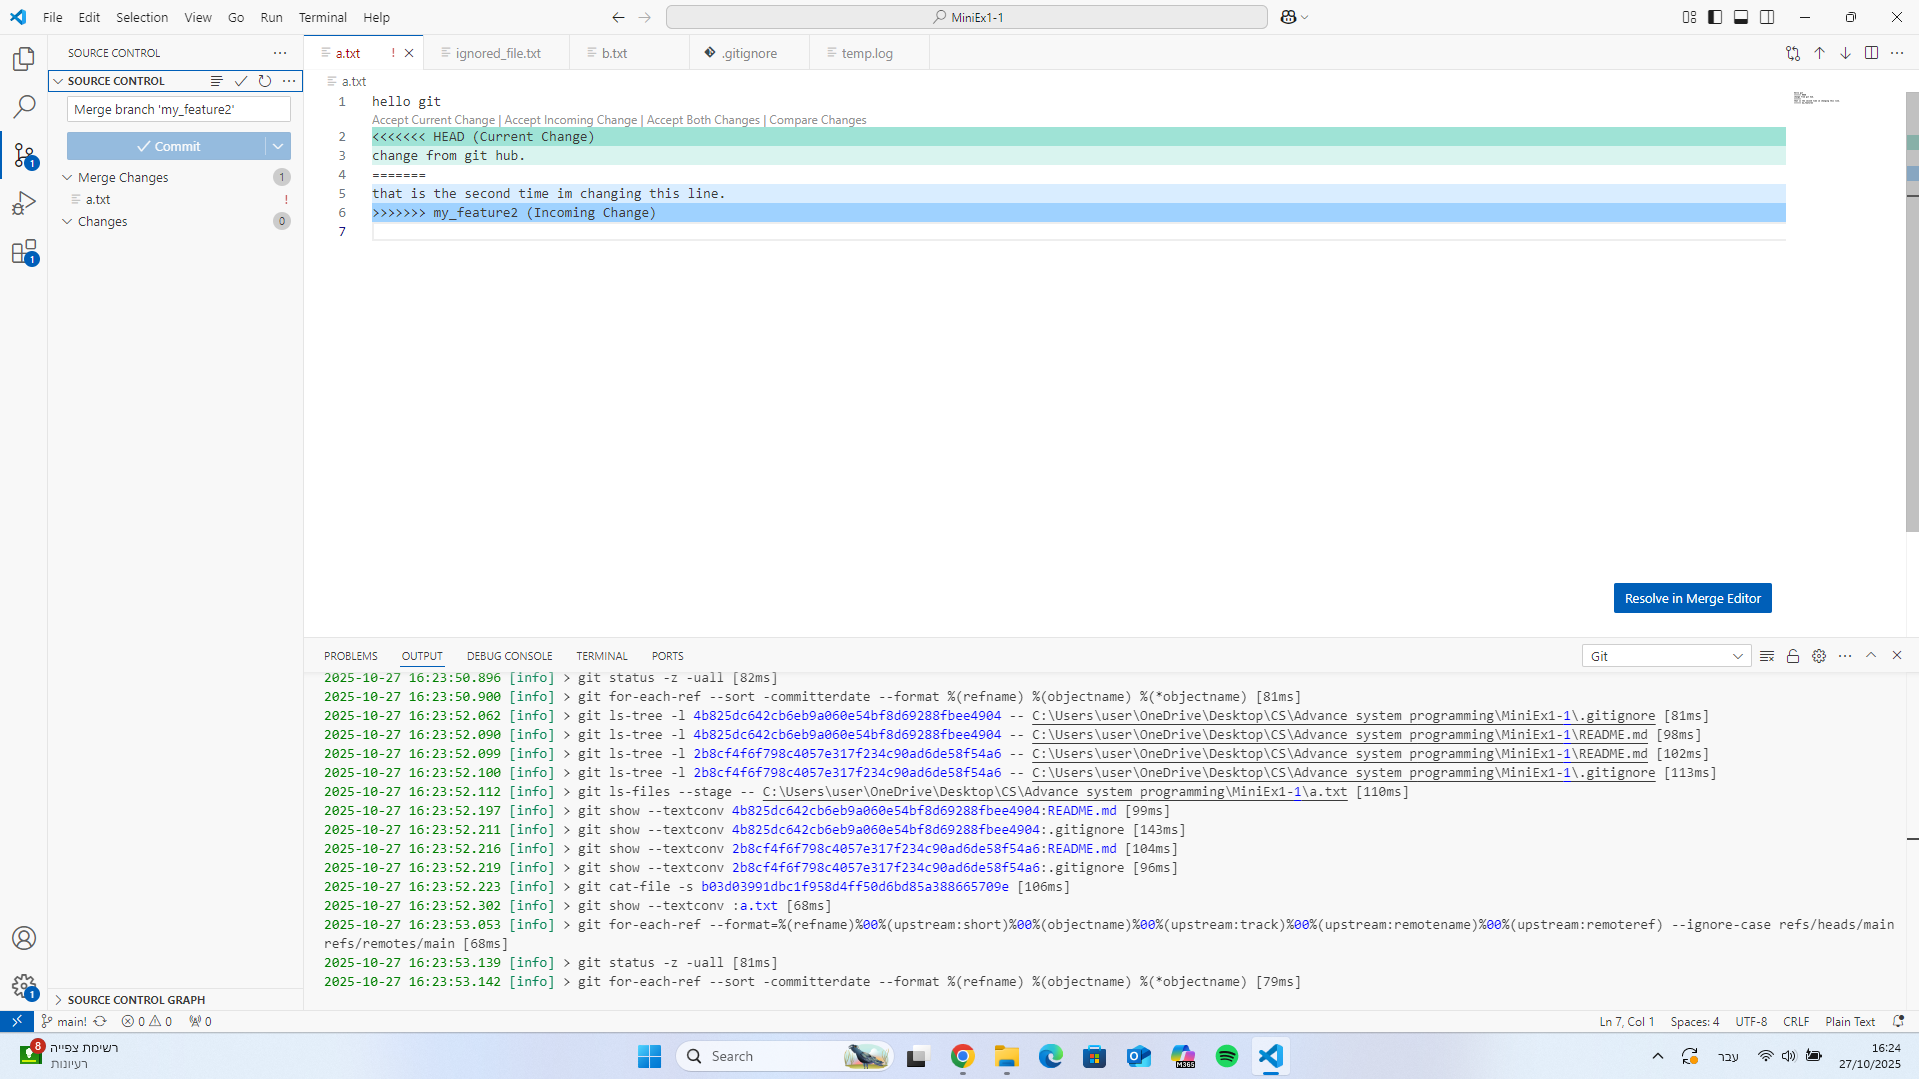 File Edit Selection View Go Run Terminal Help
MiniEx1-1
SOURCE CONTROL
SOURCE CONTROL
Merge branch 'my_feature2'
Commit
Merge Changes 1
a.txt !
Changes 0
1
1
1
SOURCE CONTROL GRAPH
a.txt ! ignored_file.txt b.txt .gitignore temp.log
a.txt
1 hello git
Accept Current Change | Accept Incoming Change | Accept Both Changes | Compare Changes
2 <<<<<<< HEAD (Current Change)
3 change from git hub.
4 =======
5 that is the second time im changing this line.
6 >>>>>>> my_feature2 (Incoming Change)
7
Resolve in Merge Editor
PROBLEMS OUTPUT DEBUG CONSOLE TERMINAL PORTS Git
2025-10-27 16:23:50.896 [info] > git status -z -uall [82ms]
2025-10-27 16:23:50.900 [info] > git for-each-ref --sort -committerdate --format %(refname) %(objectname) %(*objectname) [81ms]
2025-10-27 16:23:52.062 [info] > git ls-tree -l 4b825dc642cb6eb9a060e54bf8d69288fbee4904 -- C:\Users\user\OneDrive\Desktop\CS\Advance system programming\MiniEx1-1\.gitignore [81ms]
2025-10-27 16:23:52.090 [info] > git ls-tree -l 4b825dc642cb6eb9a060e54bf8d69288fbee4904 -- C:\Users\user\OneDrive\Desktop\CS\Advance system programming\MiniEx1-1\README.md [98ms]
2025-10-27 16:23:52.099 [info] > git ls-tree -l 2b8cf4f6f798c4057e317f234c90ad6de58f54a6 -- C:\Users\user\OneDrive\Desktop\CS\Advance system programming\MiniEx1-1\README.md [102ms]
2025-10-27 16:23:52.100 [info] > git ls-tree -l 2b8cf4f6f798c4057e317f234c90ad6de58f54a6 -- C:\Users\user\OneDrive\Desktop\CS\Advance system programming\MiniEx1-1\.gitignore [113ms]
2025-10-27 16:23:52.112 [info] > git ls-files --stage -- C:\Users\user\OneDrive\Desktop\CS\Advance system programming\MiniEx1-1\a.txt [110ms]
2025-10-27 16:23:52.197 [info] > git show --textconv 4b825dc642cb6eb9a060e54bf8d69288fbee4904:README.md [99ms]
2025-10-27 16:23:52.211 [info] > git show --textconv 4b825dc642cb6eb9a060e54bf8d69288fbee4904:.gitignore [143ms]
2025-10-27 16:23:52.216 [info] > git show --textconv 2b8cf4f6f798c4057e317f234c90ad6de58f54a6:README.md [104ms]
2025-10-27 16:23:52.219 [info] > git show --textconv 2b8cf4f6f798c4057e317f234c90ad6de58f54a6:.gitignore [96ms]
2025-10-27 16:23:52.223 [info] > git cat-file -s b03d03991dbc1f958d4ff50d6bd85a388665709e [106ms]
2025-10-27 16:23:52.302 [info] > git show --textconv :a.txt [68ms]
2025-10-27 16:23:53.053 [info] > git for-each-ref --format=%(refname)%00%(upstream:short)%00%(objectname)%00%(upstream:track)%00%(upstream:remotename)%00%(upstream:remoteref) --ignore-case refs/heads/main
refs/remotes/main [68ms]
2025-10-27 16:23:53.139 [info] > git status -z -uall [81ms]
2025-10-27 16:23:53.142 [info] > git for-each-ref --sort -committerdate --format %(refname) %(objectname) %(*objectname) [79ms]
main! 0 0 0 Ln 7, Col 1 Spaces: 4 UTF-8 CRLF Plain Text
8 רשימת צפייה
רעיונות
Search
M365
עבר
16:24
27/10/2025